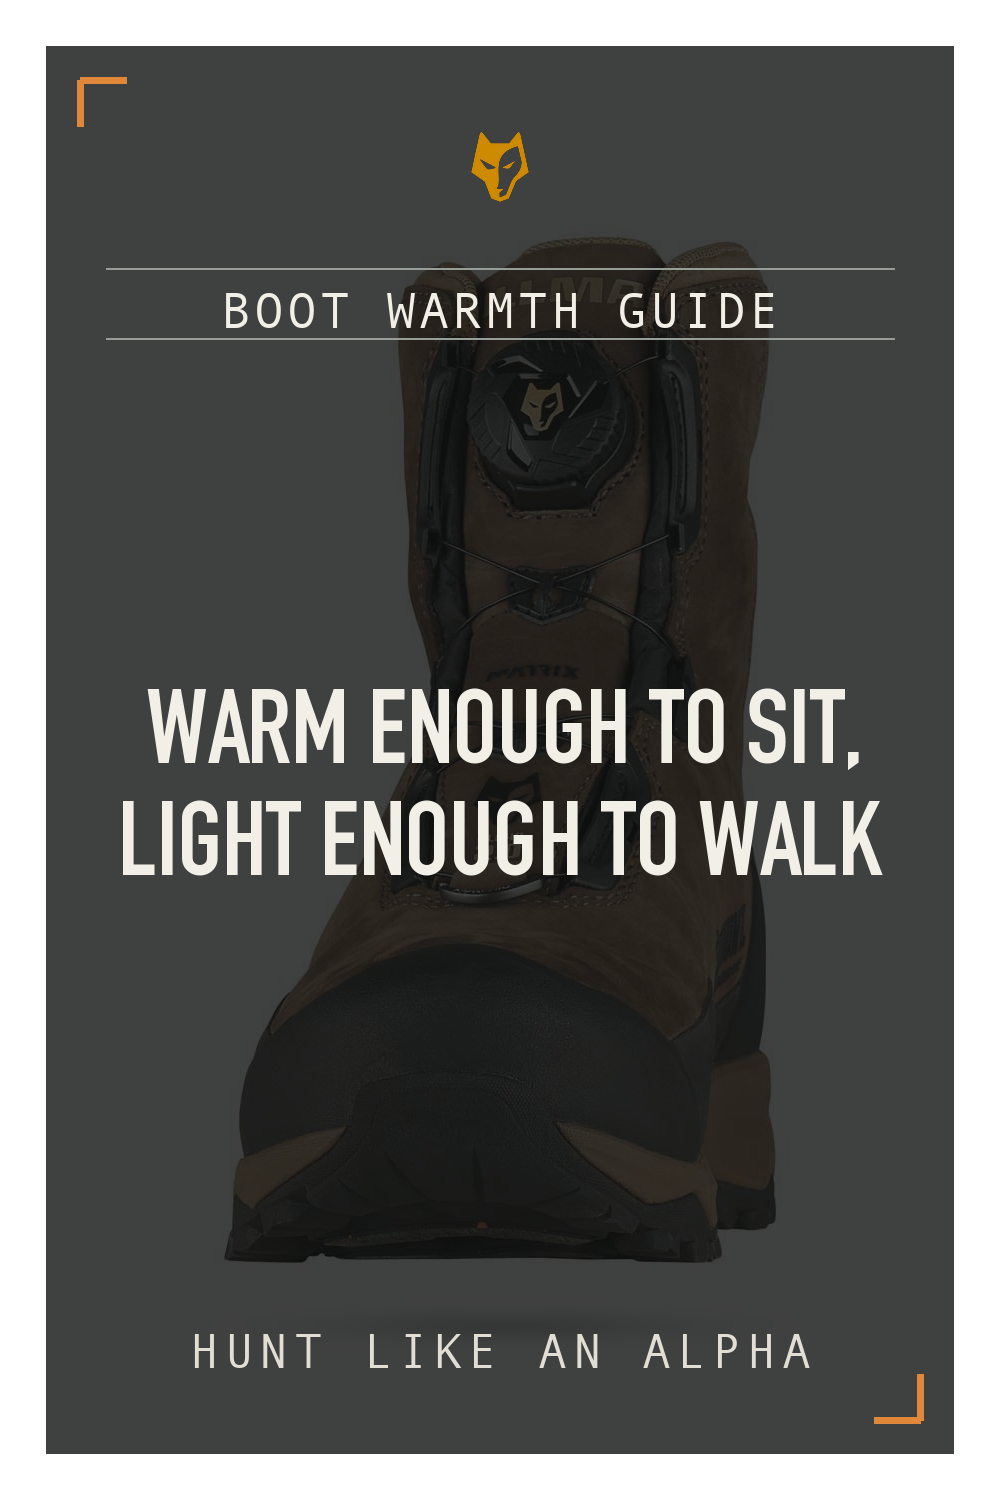 BOOT WARMTH GUIDE
WARM ENOUGH TO SIT,
LIGHT ENOUGH TO WALK
HUNT LIKE AN ALPHA